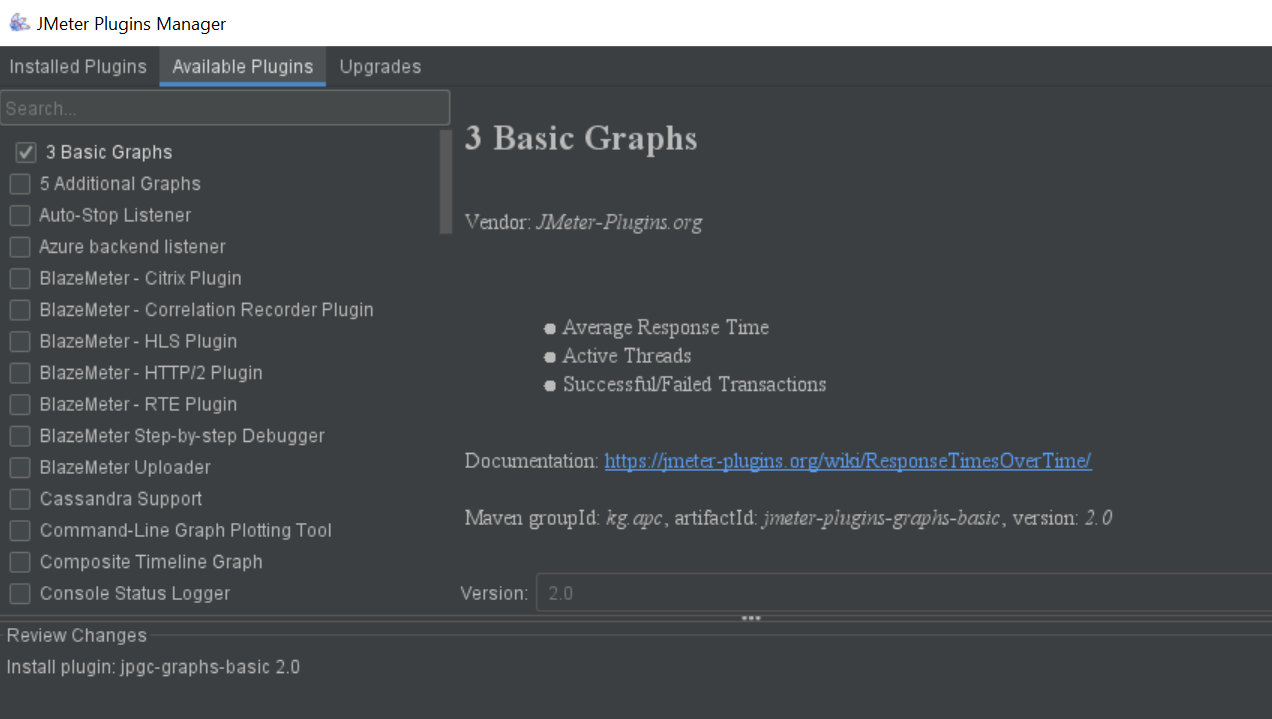 JMeter Plugins Manager
Installed Plugins Available Plugins Upgrades
Search...
3 Basic Graphs
5 Additional Graphs
Auto-Stop Listener
Azure backend listener
BlazeMeter - Citrix Plugin
BlazeMeter - Correlation Recorder Plugin
BlazeMeter - HLS Plugin
BlazeMeter - HTTP/2 Plugin
BlazeMeter - RTE Plugin
BlazeMeter Step-by-step Debugger
BlazeMeter Uploader
Cassandra Support
Command-Line Graph Plotting Tool
Composite Timeline Graph
Console Status Logger
3 Basic Graphs
Vendor: JMeter-Plugins.org
Average Response Time
Active Threads
Successful/Failed Transactions
Documentation: https://jmeter-plugins.org/wiki/ResponseTimesOverTime/
Maven groupId: kg.apc, artifactId: jmeter-plugins-graphs-basic, version: 2.0
Version: 2.0
Review Changes
Install plugin: jpgc-graphs-basic 2.0